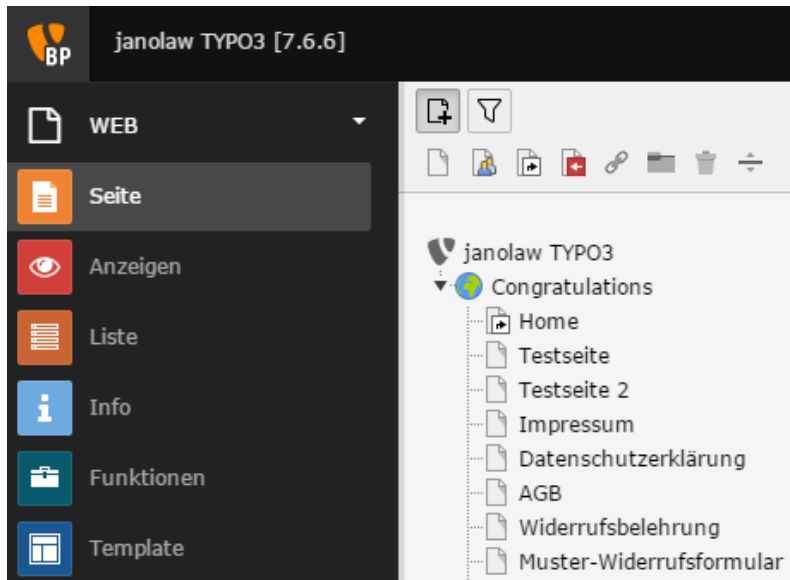 BP
janolaw TYPO3 [7.6.6]
WEB
Seite
Anzeigen
Liste
Info
Funktionen
Template
janolaw TYPO3
Congratulations
Home
Testseite
Testseite 2
Impressum
Datenschutzerklärung
AGB
Widerrufsbelehrung
Muster-Widerrufsformular